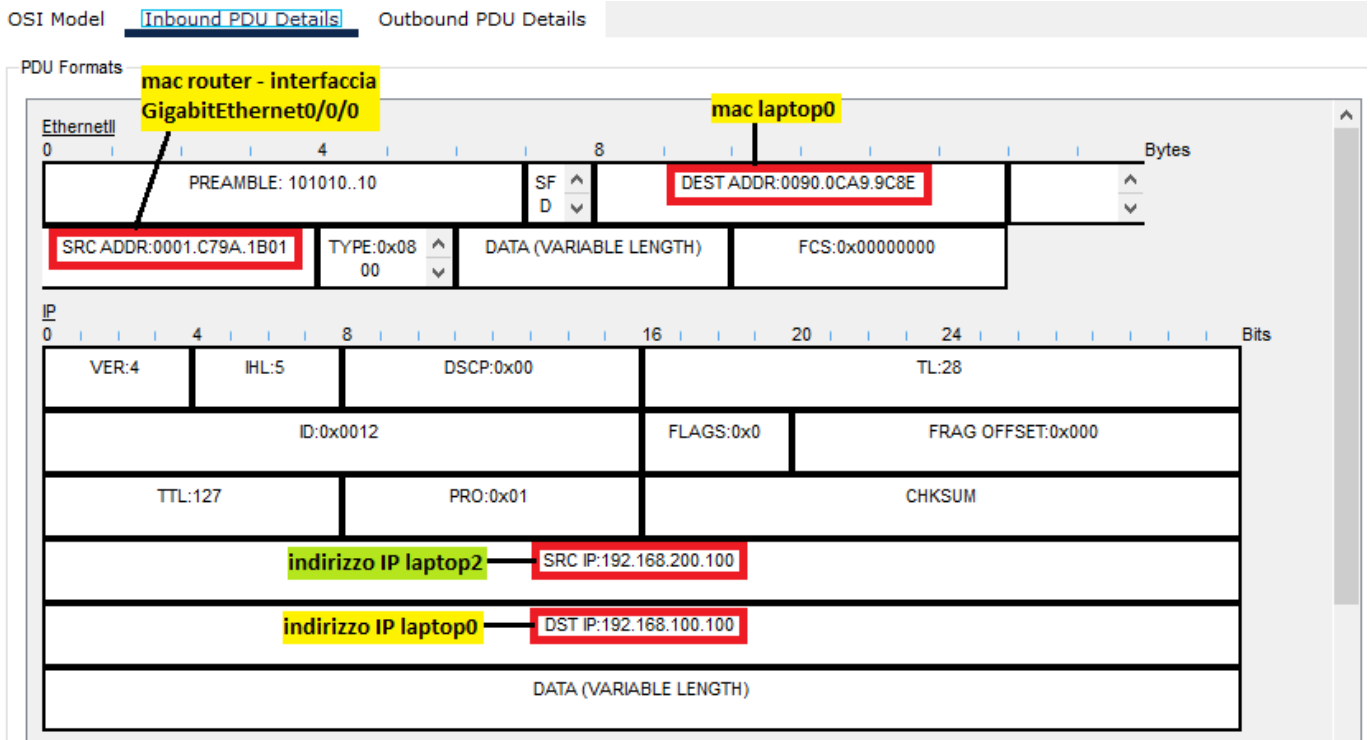 OSI Model Inbound PDU Details Outbound PDU Details
PDU Formats
mac router - interfaccia
GigabitEthernet0/0/0
mac laptop0
EthernetII
0 4 8 Bytes
PREAMBLE: 101010..10 SF D DEST ADDR:0090.0CA9.9C8E
SRC ADDR:0001.C79A.1B01 TYPE:0x08 00 DATA (VARIABLE LENGTH) FCS:0x00000000
IP
0 4 8 16 20 24 Bits
VER:4 IHL:5 DSCP:0x00 TL:28
ID:0x0012 FLAGS:0x0 FRAG OFFSET:0x000
TTL:127 PRO:0x01 CHKSUM
indirizzo IP laptop2 SRC IP:192.168.200.100
indirizzo IP laptop0 DST IP:192.168.100.100
DATA (VARIABLE LENGTH)